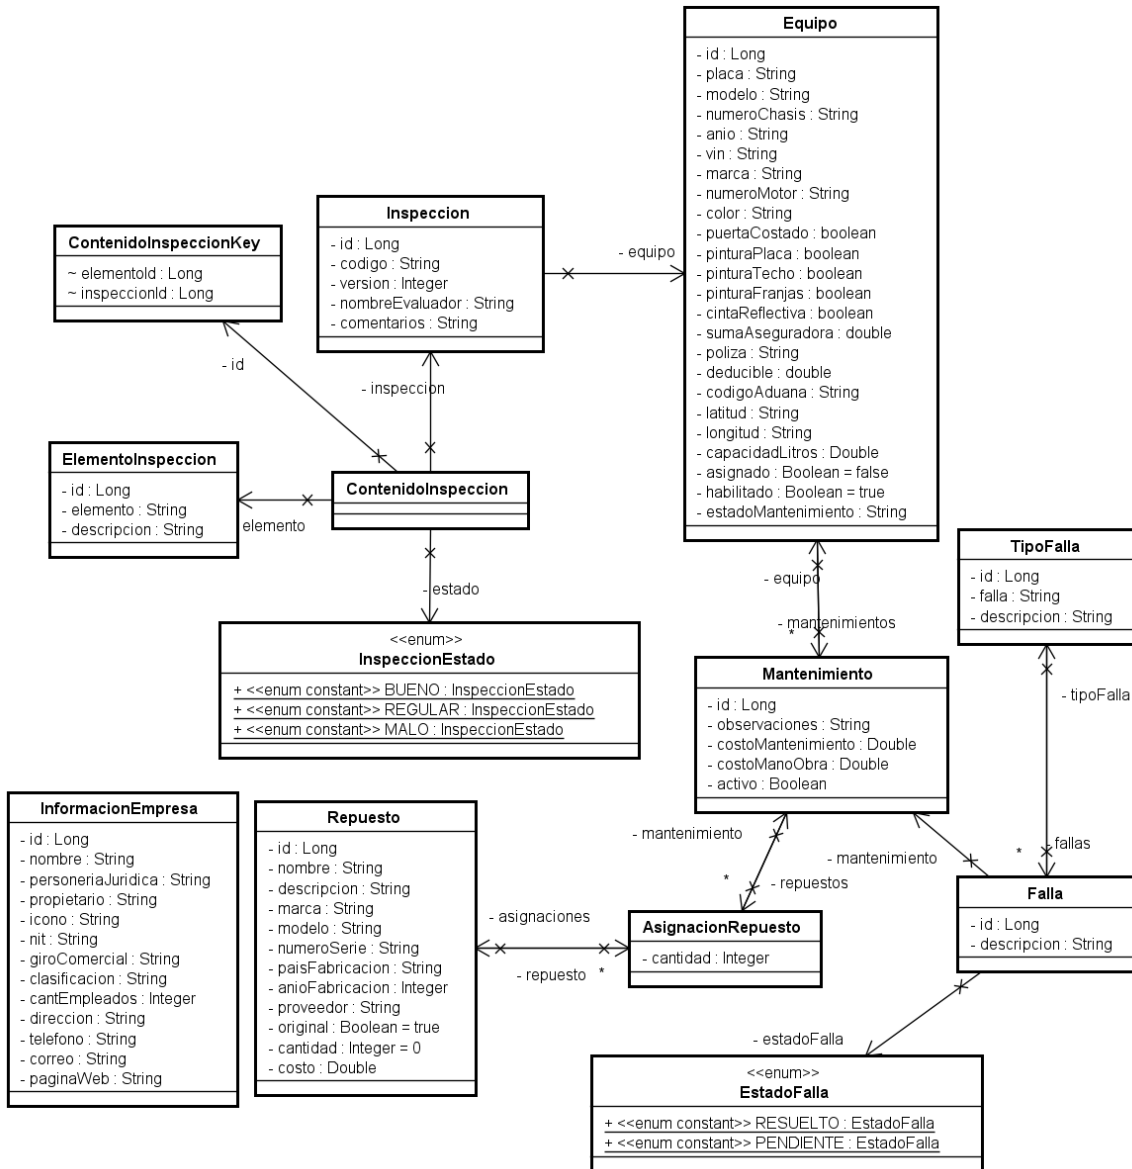 Equipo
- id : Long
- placa : String
- modelo : String
- numeroChasis : String
- anio : String
- vin : String
- marca : String
- numeroMotor : String
- color : String
- puertaCostado : boolean
- pinturaPlaca : boolean
- pinturaTecho : boolean
- pinturaFranjas : boolean
- cintaReflectiva : boolean
- sumaAseguradora : double
- poliza : String
- deducible : double
- codigoAduana : String
- latitud : String
- longitud : String
- capacidadLitros : Double
- asignado : Boolean = false
- habilitado : Boolean = true
- estadoMantenimiento : String
Inspeccion
- id : Long
- codigo : String
- version : Integer
- nombreEvaluador : String
- comentarios : String
- equipo
ContenidoInspeccionKey
~ elementoId : Long
~ inspeccionId : Long
- id
- inspeccion
ElementoInspeccion
- id : Long
- elemento : String
- descripcion : String
elemento
ContenidoInspeccion
- estado
<<enum>>
InspeccionEstado
+ <<enum constant>> BUENO : InspeccionEstado
+ <<enum constant>> REGULAR : InspeccionEstado
+ <<enum constant>> MALO : InspeccionEstado
- equipo
- mantenimientos
*
TipoFalla
- id : Long
- falla : String
- descripcion : String
- tipoFalla
Mantenimiento
- id : Long
- observaciones : String
- costoMantenimiento : Double
- costoManoObra : Double
- activo : Boolean
- mantenimiento
*
- repuestos
- mantenimiento
*
- fallas
Falla
- id : Long
- descripcion : String
InformacionEmpresa
- id : Long
- nombre : String
- personeriaJuridica : String
- propietario : String
- icono : String
- nit : String
- giroComercial : String
- clasificacion : String
- cantEmpleados : Integer
- direccion : String
- telefono : String
- correo : String
- paginaWeb : String
Repuesto
- id : Long
- nombre : String
- descripcion : String
- marca : String
- modelo : String
- numeroSerie : String
- paisFabricacion : String
- anioFabricacion : Integer
- proveedor : String
- original : Boolean = true
- cantidad : Integer = 0
- costo : Double
- asignaciones
- repuesto
*
AsignacionRepuesto
- cantidad : Integer
- estadoFalla
<<enum>>
EstadoFalla
+ <<enum constant>> RESUELTO : EstadoFalla
+ <<enum constant>> PENDIENTE : EstadoFalla